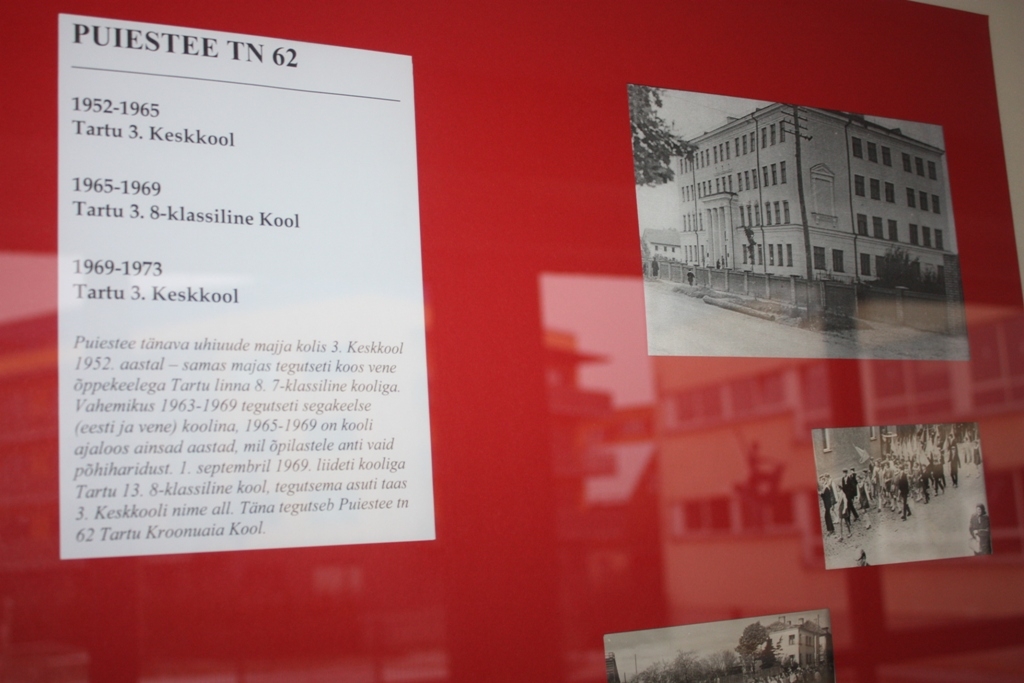 PUIESTEE TN 62
1952-1965
Tartu 3. Keskkool
1965-1969
Tartu 3. 8-klassiline Kool
1969-1973
Tartu 3. Keskkool
Puiestee tänava uhiuude majja kolis 3. Keskkool
1952. aastal – samas majas tegutseti koos vene
õppekeelega Tartu linna 8. 7-klassiline kooliga.
Vahemikus 1963-1969 tegutseti segakeelse
(eesti ja vene) koolina, 1965-1969 on kooli
ajaloos ainsad aastad, mil õpilastele anti vaid
põhiharidust. 1. septembril 1969. liideti kooliga
Tartu 13. 8-klassiline kool, tegutsema asuti taas
3. Keskkooli nime all. Täna tegutseb Puiestee tn
62 Tartu Kroonuaia Kool.